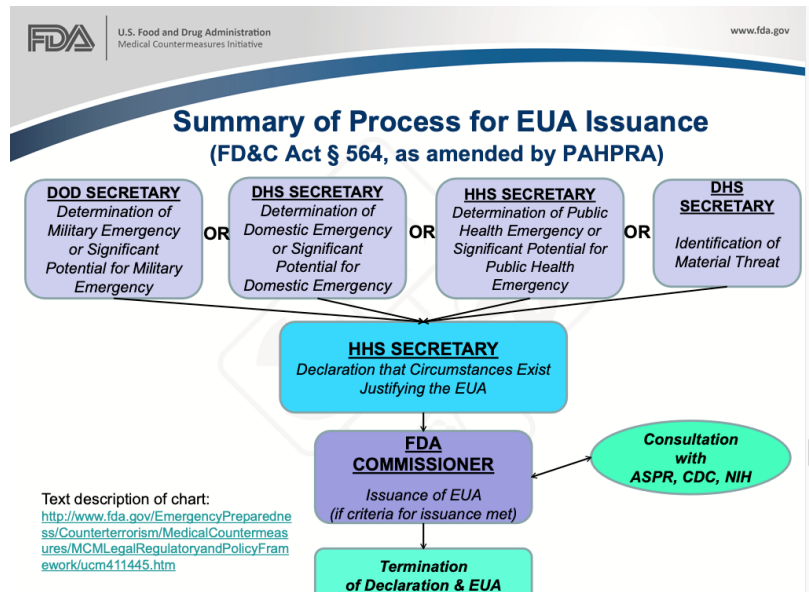 FDA
U.S. Food and Drug Administration
Medical Countermeasures Initiative
www.fda.gov
Summary of Process for EUA Issuance
(FD&C Act § 564, as amended by PAHPRA)
DOD SECRETARY
Determination of
Military Emergency
or Significant
Potential for Military
Emergency
OR
DHS SECRETARY
Determination of
Domestic Emergency
or Significant
Potential for
Domestic Emergency
OR
HHS SECRETARY
Determination of Public
Health Emergency or
Significant Potential for
Public Health
Emergency
OR
DHS
SECRETARY
Identification of
Material Threat
HHS SECRETARY
Declaration that Circumstances Exist
Justifying the EUA
FDA
COMMISSIONER
Issuance of EUA
(if criteria for issuance met)
Consultation
with
ASPR, CDC, NIH
Text description of chart:
http://www.fda.gov/EmergencyPreparedne
ss/Counterterrorism/MedicalCountermeas
ures/MCMLegalRegulatoryandPolicyFram
ework/ucm411445.htm
Termination
of Declaration & EUA